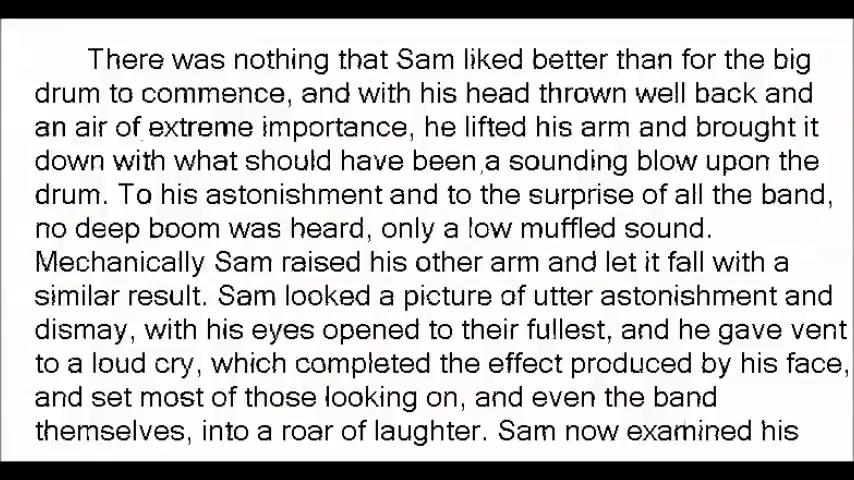 There was nothing that Sam liked better than for the big
drum to commence, and with his head thrown well back and
an air of extreme importance, he lifted his arm and brought it
down with what should have been a sounding blow upon the
drum. To his astonishment and to the surprise of all the band,
no deep boom was heard, only a low muffled sound.
Mechanically Sam raised his other arm and let it fall with a
similar result. Sam looked a picture of utter astonishment and
dismay, with his eyes opened to their fullest, and he gave vent
to a loud cry, which completed the effect produced by his face,
and set most of those looking on, and even the band
themselves, into a roar of laughter. Sam now examined his